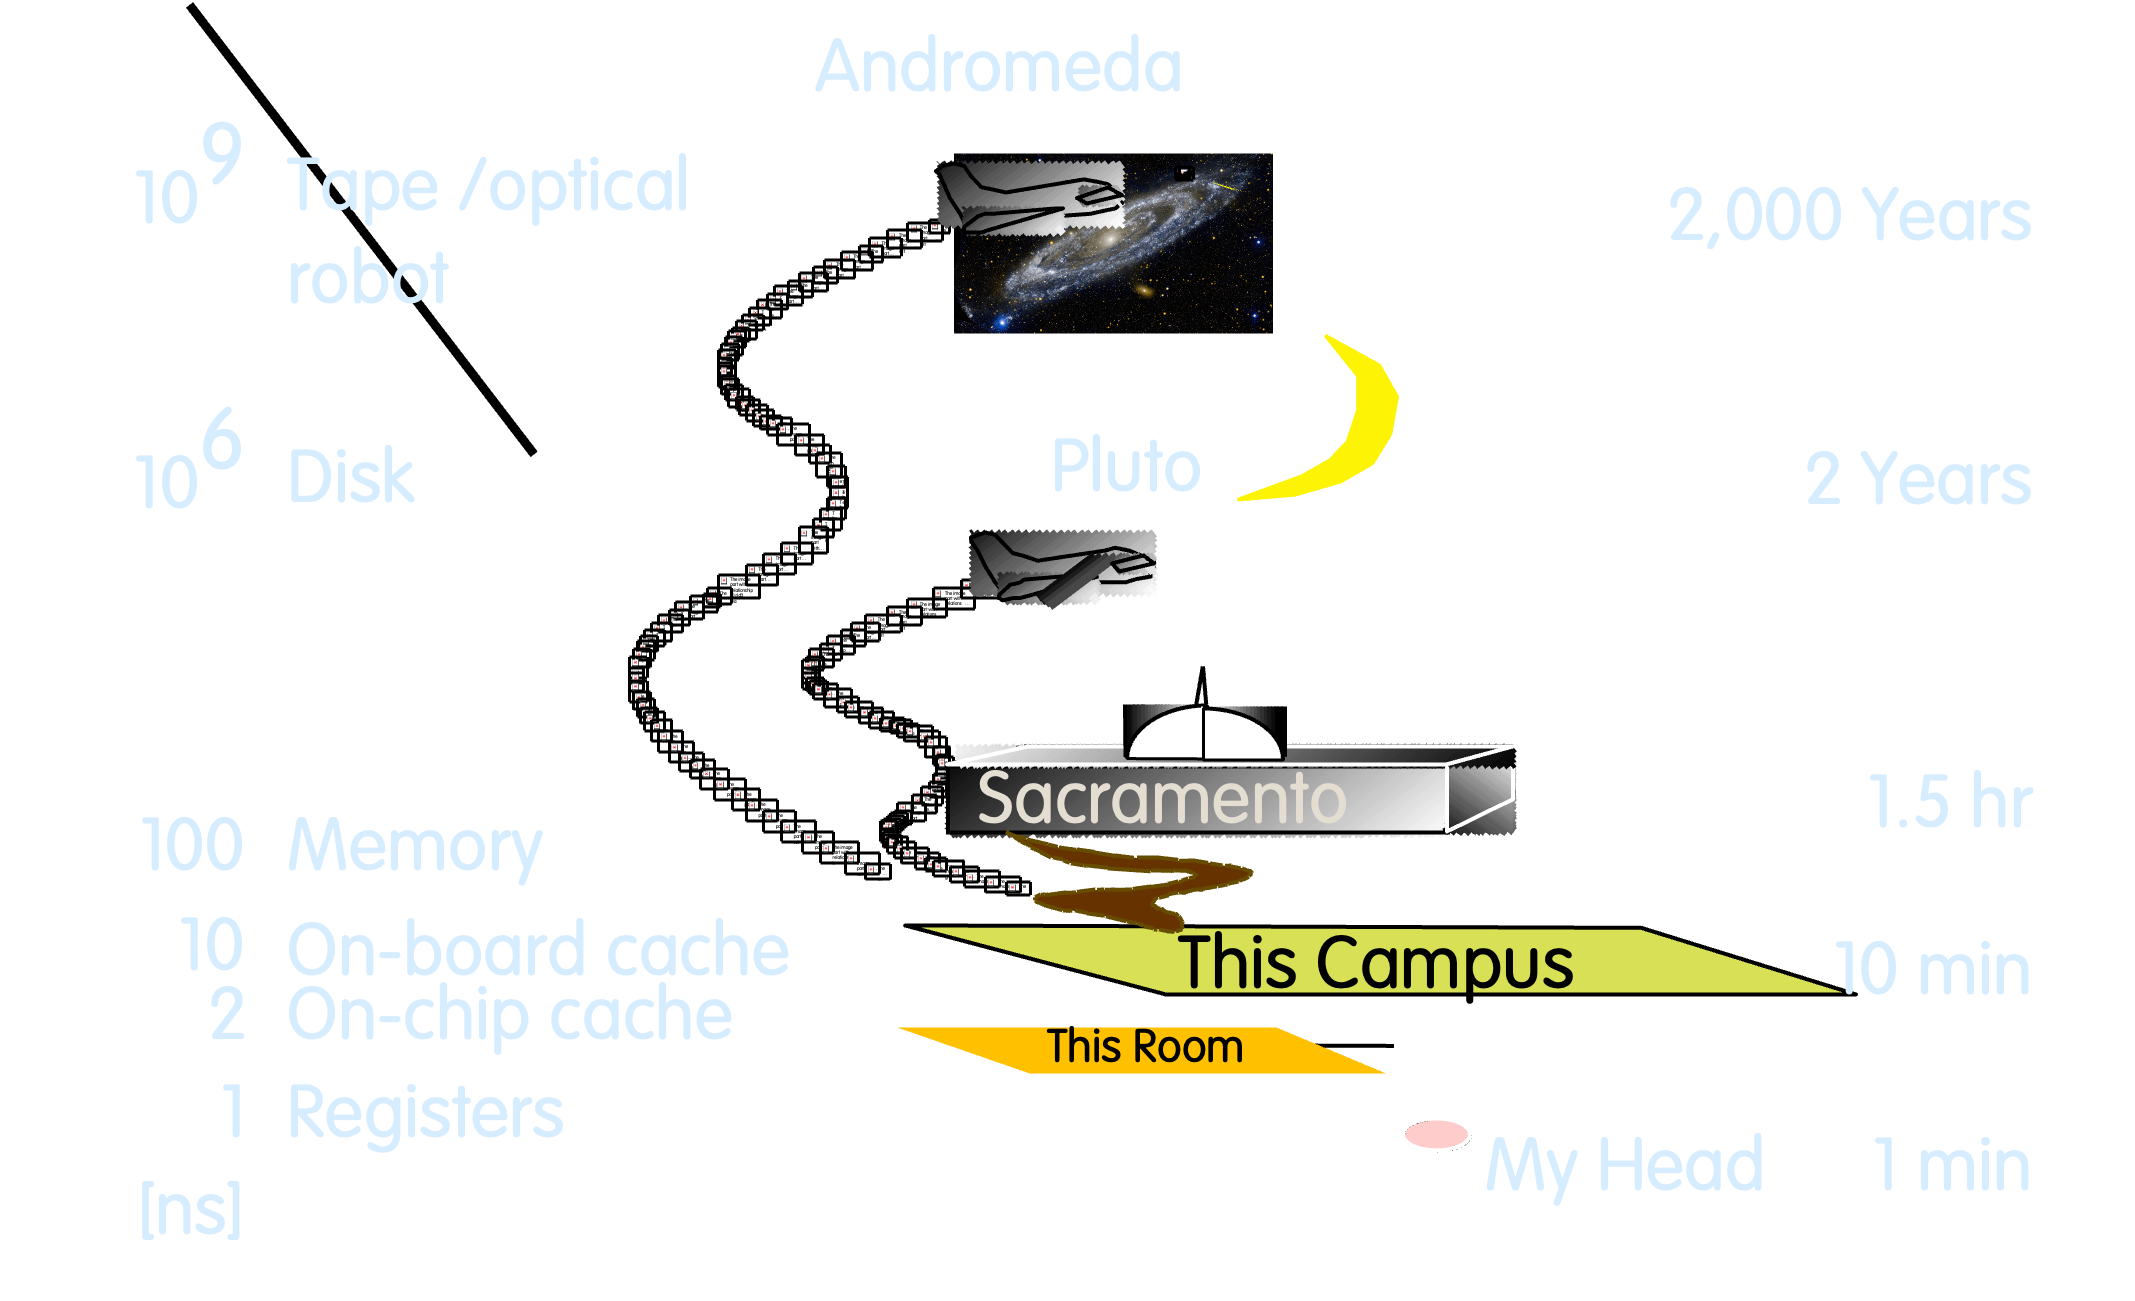 Andromeda
10^9 Tape /optical robot 2,000 Years
10^6 Disk Pluto 2 Years
Sacramento 1.5 hr
100 Memory
10 On-board cache This Campus 10 min
2 On-chip cache
This Room
1 Registers
My Head 1 min
[ns]